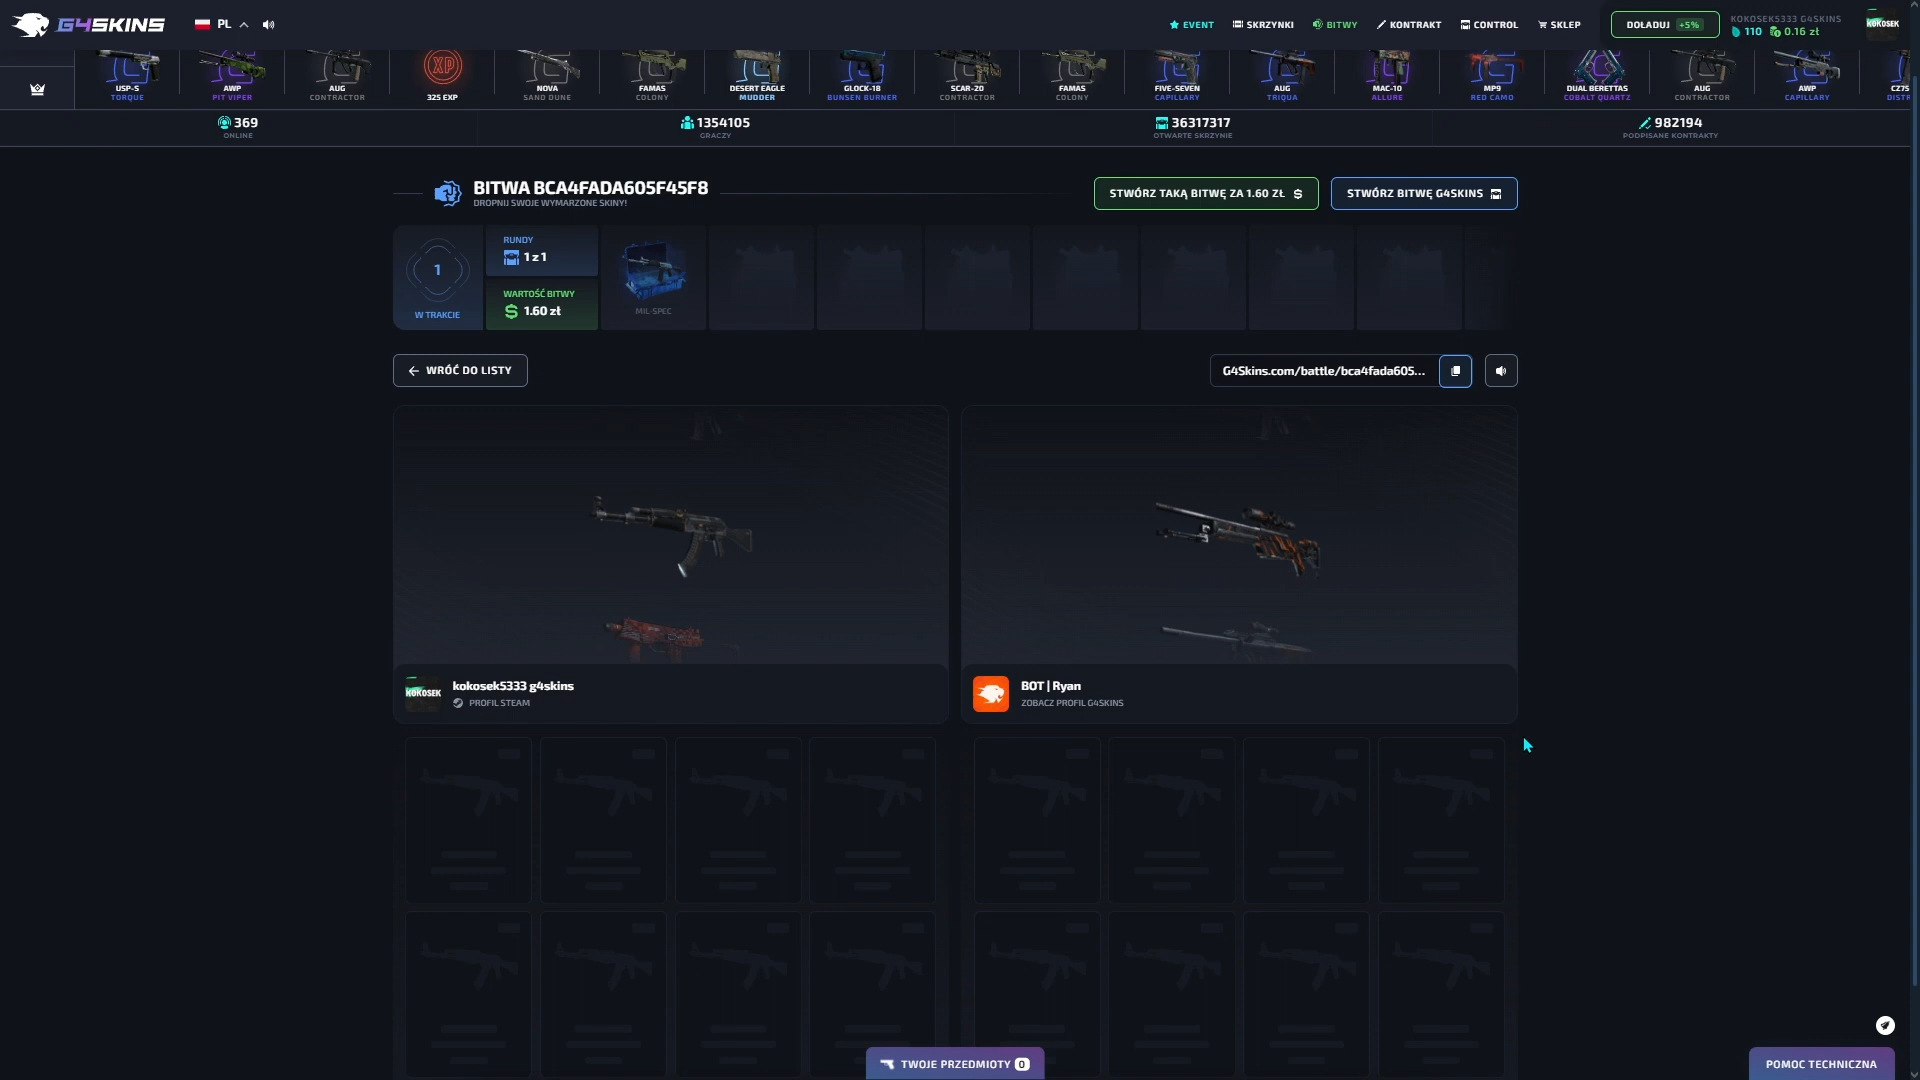 G4SKINS
PL
EVENT
SKRZYNKI
BITWY
KONTRAKT
CONTROL
SKLEP
DOŁADUJ +5%
KOKOSEK5333 G4SKINS
110 0.16 zł
KOKOSEK
USP-S
TORQUE
AWP
PIT VIPER
AUG
CONTRACTOR
XP
325 EXP
NOVA
SAND DUNE
FAMAS
COLONY
DESERT EAGLE
MUDDER
GLOCK-18
BUNSEN BURNER
SCAR-20
CONTRACTOR
FAMAS
COLONY
FIVE-SEVEN
CAPILLARY
AUG
TRIQUA
MAC-10
ALLURE
MP9
RED CAMO
DUAL BERETTAS
COBALT QUARTZ
AUG
CONTRACTOR
AWP
CAPILLARY
CZ75
DISTR
369
ONLINE
1354105
GRACZY
36317317
OTWARTE SKRZYNIE
982194
PODPISANE KONTRAKTY
BITWA BCA4FADA605F45F8
DROPNIJ SWOJE WYMARZONE SKINY!
STWÓRZ TAKĄ BITWĘ ZA 1.60 ZŁ
STWÓRZ BITWĘ G4SKINS
1
W TRAKCIE
RUNDY
1 z 1
WARTOŚĆ BITWY
1.60 zł
MIL-SPEC
WRÓĆ DO LISTY
G4Skins.com/battle/bca4fada605...
KOKOSEK
kokosek5333 g4skins
PROFIL STEAM
BOT | Ryan
ZOBACZ PROFIL G4SKINS
TWOJE PRZEDMIOTY 0
POMOC TECHNICZNA